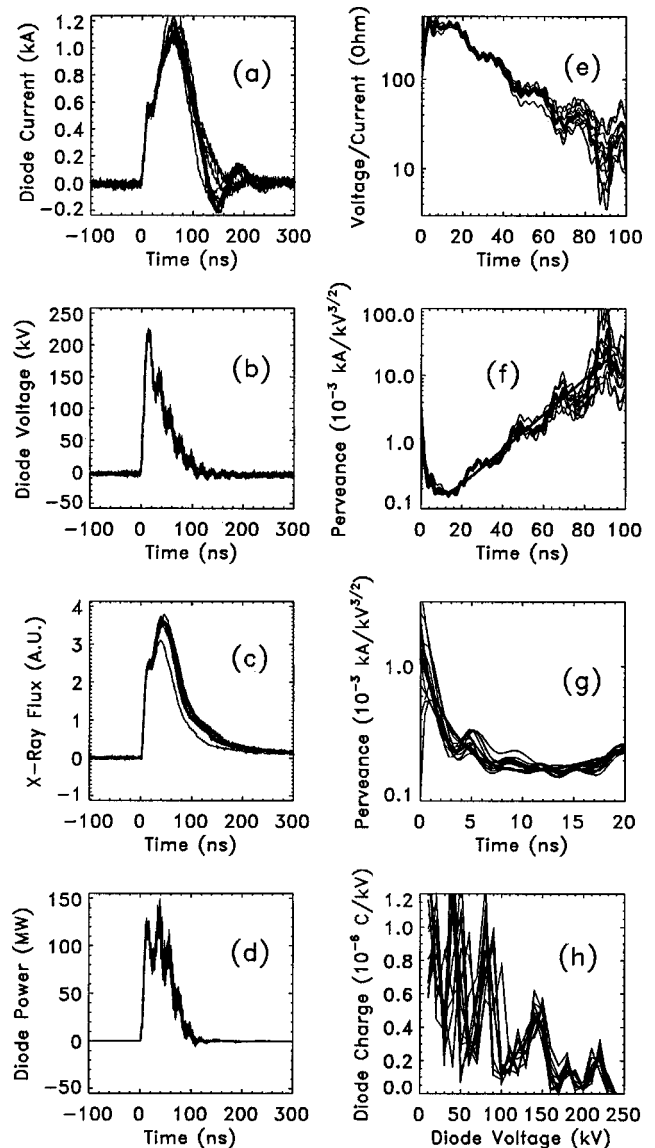 Diode Current (kA)
1.2
1.0
0.8
0.6
0.4
0.2
0.0
−0.2
(a)
−100 0 100 200 300
Time (ns)
Voltage/Current (Ohm)
100
10
(e)
0 20 40 60 80 100
Time (ns)
Diode Voltage (kV)
250
200
150
100
50
0
−50
(b)
−100 0 100 200 300
Time (ns)
Perveance (10⁻³ kA/kV³ᐟ²)
100.0
10.0
1.0
0.1
(f)
0 20 40 60 80 100
Time (ns)
X−Ray Flux (A.U.)
4
3
2
1
0
−1
(c)
−100 0 100 200 300
Time (ns)
Perveance (10⁻³ kA/kV³ᐟ²)
1.0
0.1
(g)
0 5 10 15 20
Time (ns)
Diode Power (MW)
150
100
50
0
−50
(d)
−100 0 100 200 300
Time (ns)
Diode Charge (10⁻⁶ C/kV)
1.2
1.0
0.8
0.6
0.4
0.2
0.0
(h)
0 50 100 150 200 250
Diode Voltage (kV)